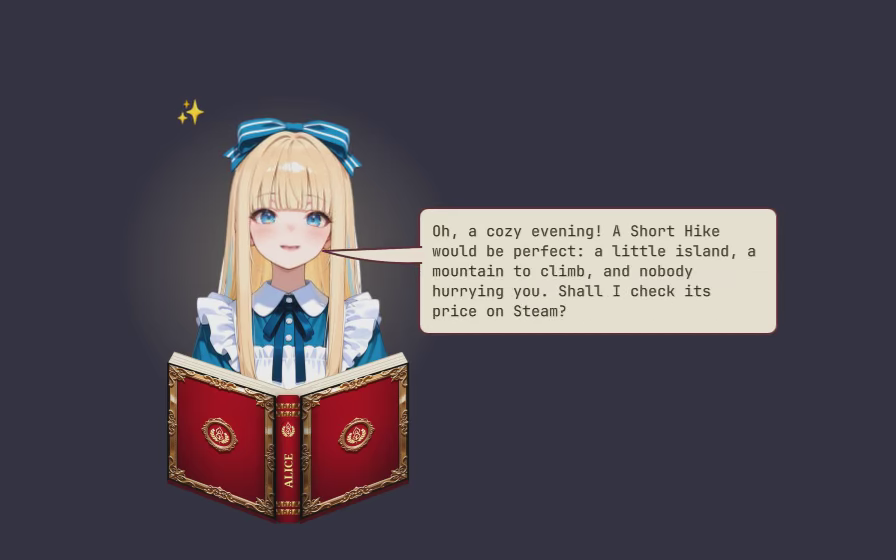 Oh, a cozy evening! A Short Hike
would be perfect: a little island, a
mountain to climb, and nobody
hurrying you. Shall I check its
price on Steam?
ALICE